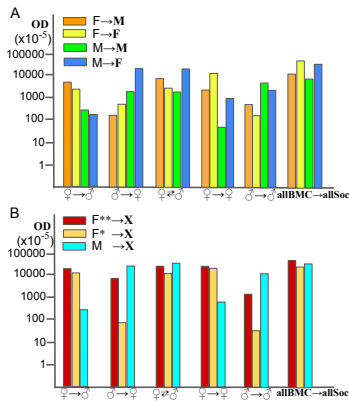 A
OD
(x10⁻⁵)
F→M
F→F
M→M
M→F
100000
10000
1000
100
10
1
♀→♂
♂→♀
♀⇄♂
♀→♀
♂→♂
allBMC→allSoc
B
OD
(x10⁻⁵)
F**→X
F* →X
M →X
100000
10000
1000
100
10
1
♀→♂
♂→♀
♀⇄♂
♀→♀
♂→♂
allBMC→allSoc